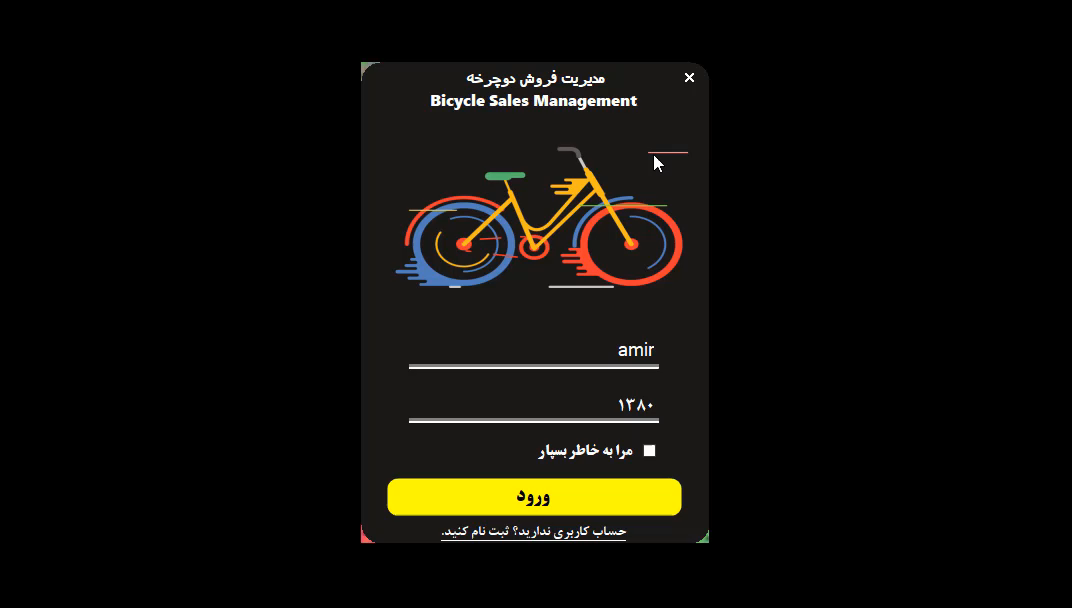 مدیریت فروش دوچرخه
Bicycle Sales Management
amir
۱۳۸۰
مرا به خاطر بسپار
ورود
حساب کاربری ندارید؟ ثبت نام کنید.